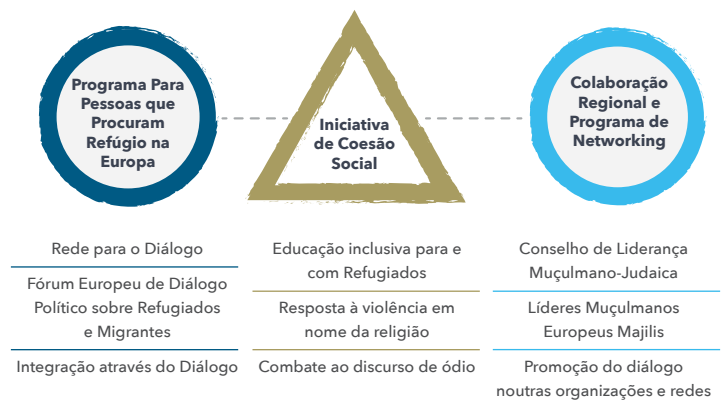 Programa Para
Pessoas que
Procuram
Refúgio na
Europa
Iniciativa
de Coesão
Social
Colaboração
Regional e
Programa de
Networking
Rede para o Diálogo
Fórum Europeu de Diálogo
Político sobre Refugiados
e Migrantes
Integração através do Diálogo
Educação inclusiva para e
com Refugiados
Resposta à violência em
nome da religião
Combate ao discurso de ódio
Conselho de Liderança
Muçulmano-Judaica
Líderes Muçulmanos
Europeus Majilis
Promoção do diálogo
noutras organizações e redes